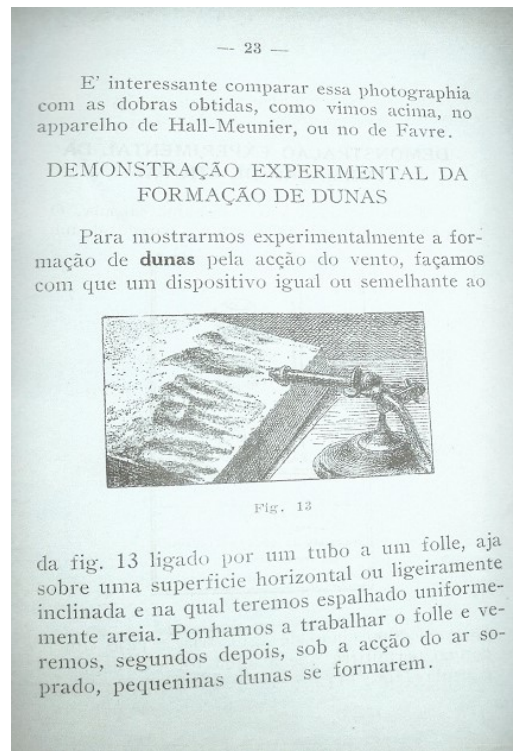 — 23 —
E' interessante comparar essa photographia
com as dobras obtidas, como vimos acima, no
apparelho de Hall-Meunier, ou no de Favre.
DEMONSTRAÇÃO EXPERIMENTAL DA
FORMAÇÃO DE DUNAS
Para mostrarmos experimentalmente a for-
mação de dunas pela acção do vento, façamos
com que um dispositivo igual ou semelhante ao
Fig. 13
da fig. 13 ligado por um tubo a um folle, aja
sobre uma superficie horizontal ou ligeiramente
inclinada e na qual teremos espalhado uniforme-
mente areia. Ponhamos a trabalhar o folle e ve-
remos, segundos depois, sob a acção do ar so-
prado, pequeninas dunas se formarem.